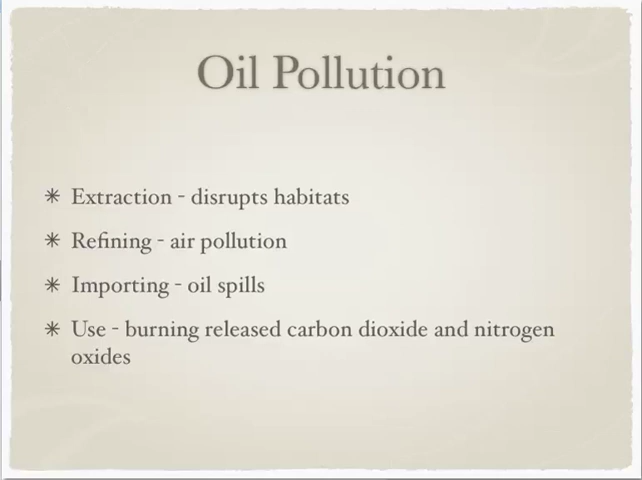 Oil Pollution
✳ Extraction - disrupts habitats
✳ Refining - air pollution
✳ Importing - oil spills
✳ Use - burning released carbon dioxide and nitrogen
oxides